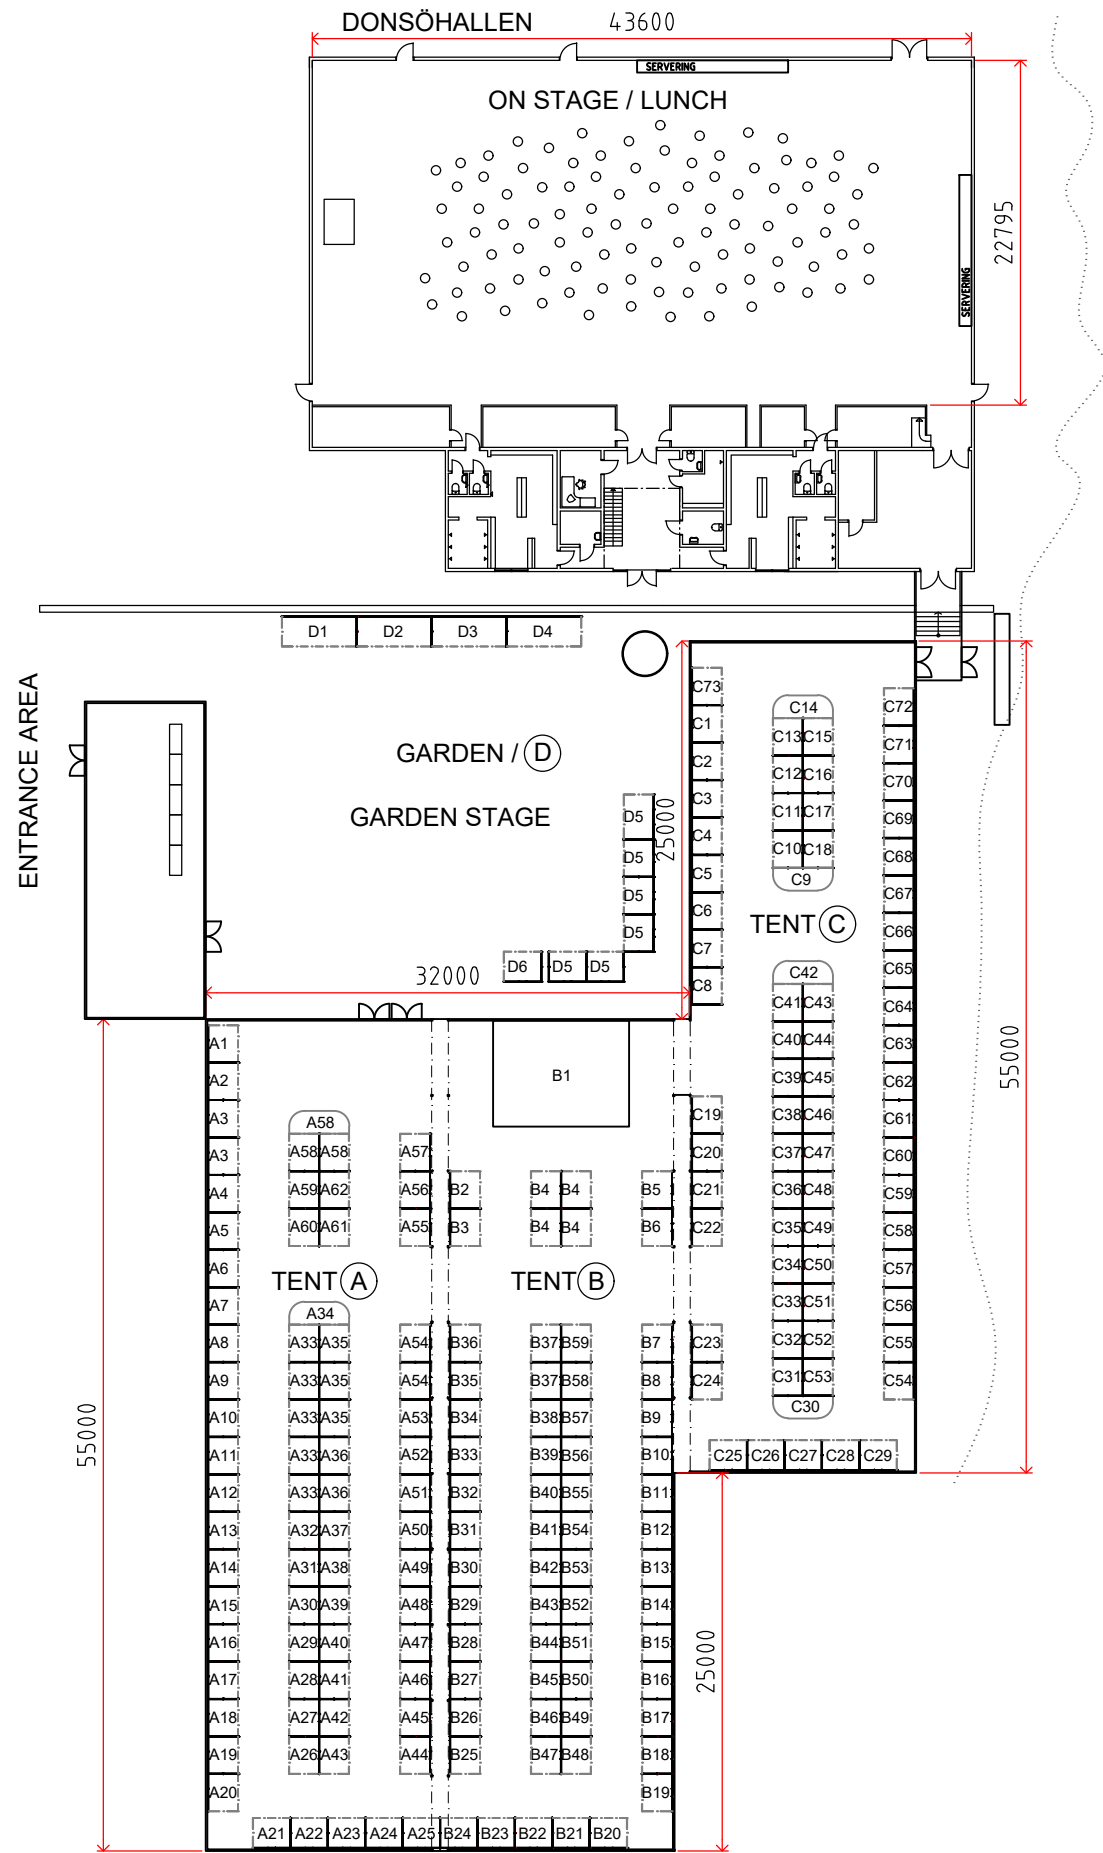 DONSÖHALLEN
43600
SERVERING
ON STAGE / LUNCH
22795
SERVERING
D1 D2 D3 D4
ENTRANCE AREA
GARDEN / D
GARDEN STAGE
D5
D5
D5
D5
D6 D5 D5
25000
32000
C73
C1
C2
C3
C4
C5
C6
C7
C8
C14
C13 C15
C12 C16
C11 C17
C10 C18
C9
TENT C
C72
C71
C70
C69
C68
C67
C66
C65
C64
C63
C62
C61
C60
C59
C58
C57
C56
C55
C54
55000
C42
C41 C43
C40 C44
C39 C45
C38 C46
C37 C47
C36 C48
C35 C49
C34 C50
C33 C51
C32 C52
C31 C53
C30
C19
C20
C21
C22
C23
C24
C25 C26 C27 C28 C29
B1
A1
A2
A3
A3
A4
A5
A6
A7
A8
A9
A10
A11
A12
A13
A14
A15
A16
A17
A18
A19
A20
A58
A58 A58
A59 A62
A60 A61
A57
A56
A55
B2
B3
B4 B4
B4 B4
B5
B6
TENT A
TENT B
A34
A33 A35
A33 A35
A33 A35
A33 A36
A33 A36
A32 A37
A31 A38
A30 A39
A29 A40
A28 A41
A27 A42
A26 A43
A54
A54
A53
A52
A51
A50
A49
A48
A47
A46
A45
A44
B36
B35
B34
B33
B32
B31
B30
B29
B28
B27
B26
B25
B37 B59
B37 B58
B38 B57
B39 B56
B40 B55
B41 B54
B42 B53
B43 B52
B44 B51
B45 B50
B46 B49
B47 B48
B7
B8
B9
B10
B11
B12
B13
B14
B15
B16
B17
B18
B19
55000
25000
A21 A22 A23 A24 A25 B24 B23 B22 B21 B20